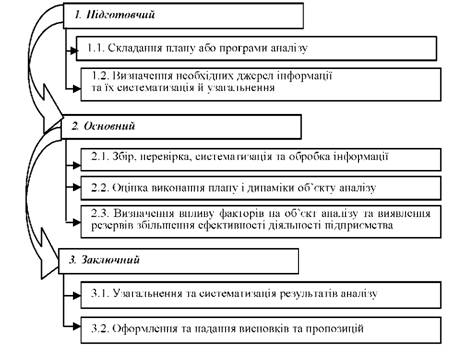 1. Підготовчий
1.1. Складання плану або програми аналізу
1.2. Визначення необхідних джерел інформації
та їх систематизація й узагальнення
2. Основний
2.1. Збір, перевірка, систематизація та обробка інформації
2.2. Оцінка виконання плану і динаміки об’єкту аналізу
2.3. Визначення впливу факторів на об’єкт аналізу та виявлення
резервів збільшення ефективності діяльності підприємства
3. Заключний
3.1. Узагальнення та систематизація результатів аналізу
3.2. Оформлення та надання висновків та пропозицій